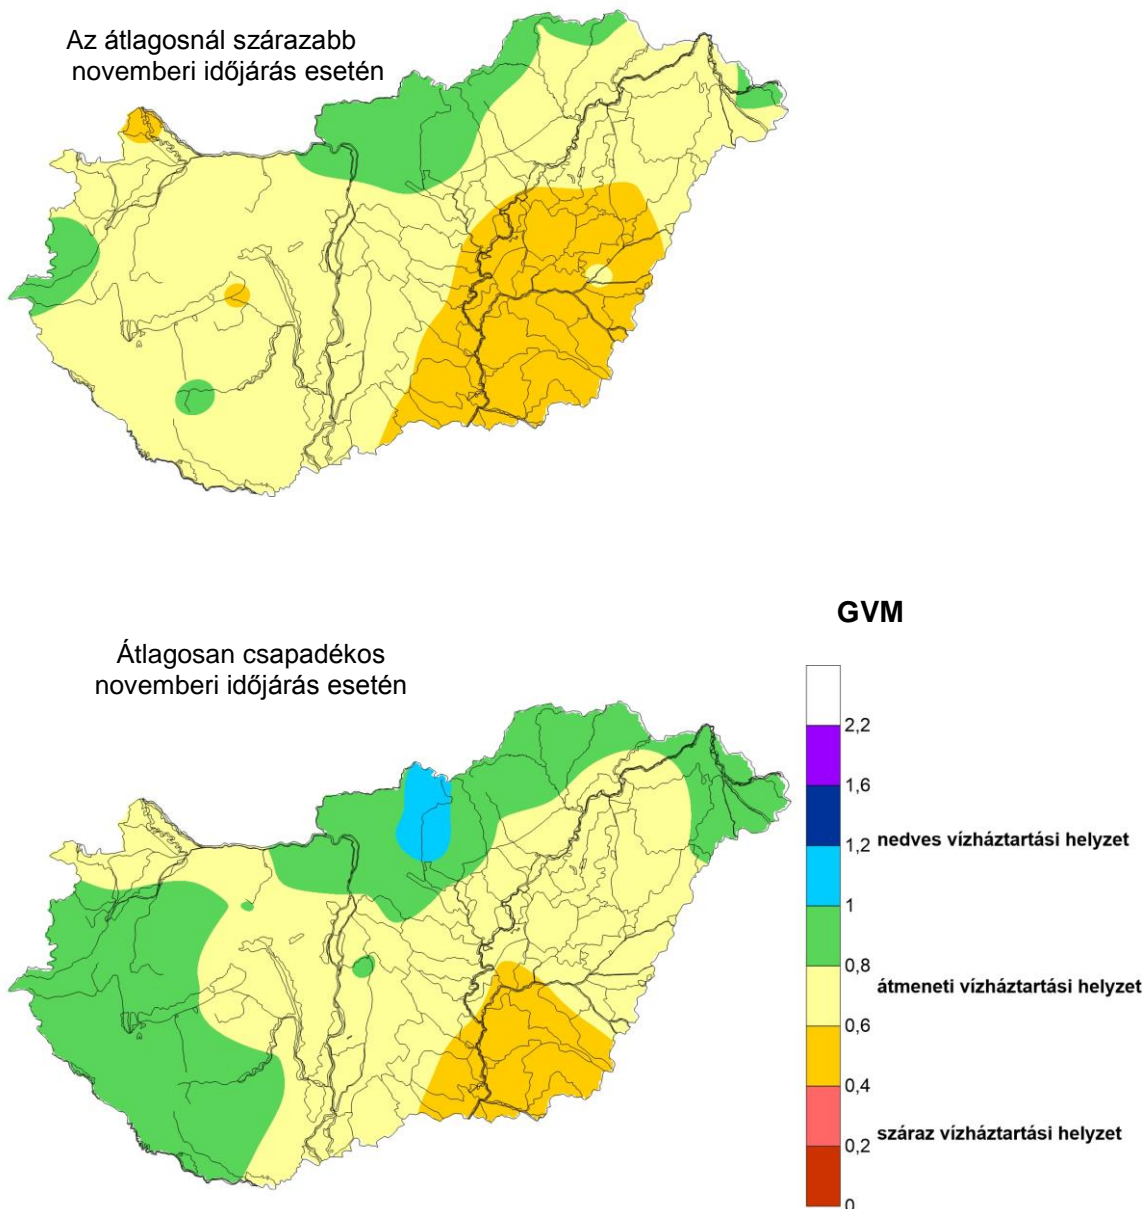 Az átlagosnál szárazabb
novemberi időjárás esetén
GVM
Átlagosan csapadékos
novemberi időjárás esetén
2,2
1,6
1,2
nedves vízháztartási helyzet
1
0,8
átmeneti vízháztartási helyzet
0,6
0,4
száraz vízháztartási helyzet
0,2
0